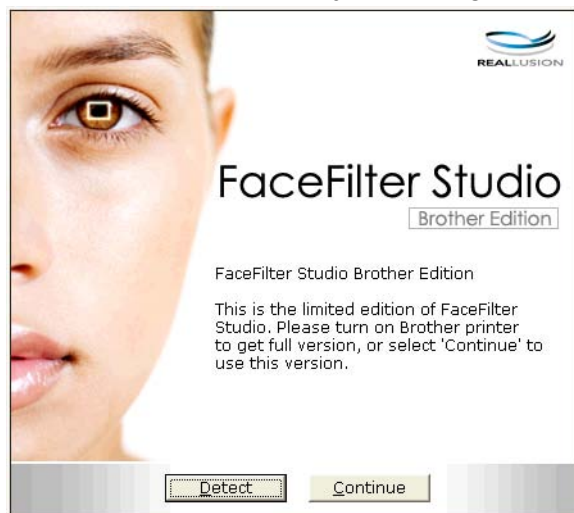 REALLUSION
FaceFilter Studio
Brother Edition
FaceFilter Studio Brother Edition
This is the limited edition of FaceFilter
Studio. Please turn on Brother printer
to get full version, or select 'Continue' to
use this version.
Detect
Continue